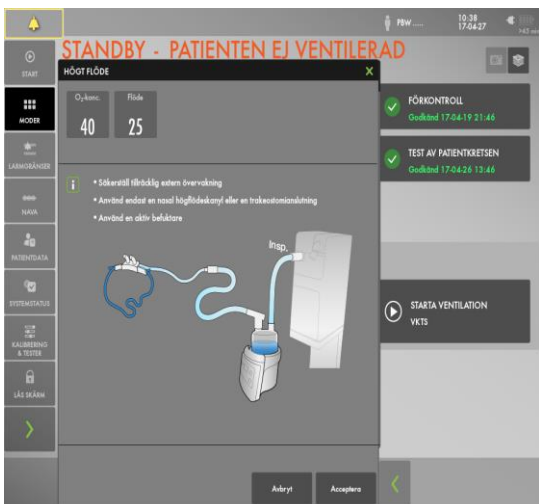 PBW .....
10:38
17-04-27
>45 min
STANDBY - PATIENTEN EJ VENTILERAD
START
MODER
LARMGRÄNSER
NAVA
PATIENTDATA
SYSTEMSTATUS
KALIBRERING
& TESTER
LÅS SKÄRM
HÖGT FLÖDE
X
O₂-konc.
Flöde
40
25
i
• Säkerställ tillräcklig extern övervakning
• Använd endast en nasal högflödeskanyl eller en trakeostomianslutning
• Använd en aktiv befuktare
Insp.
Avbryt
Acceptera
FÖRKONTROLL
Godkänd 17-04-19 21:46
TEST AV PATIENTKRETSEN
Godkänd 17-04-26 13:46
STARTA VENTILATION
VKTS